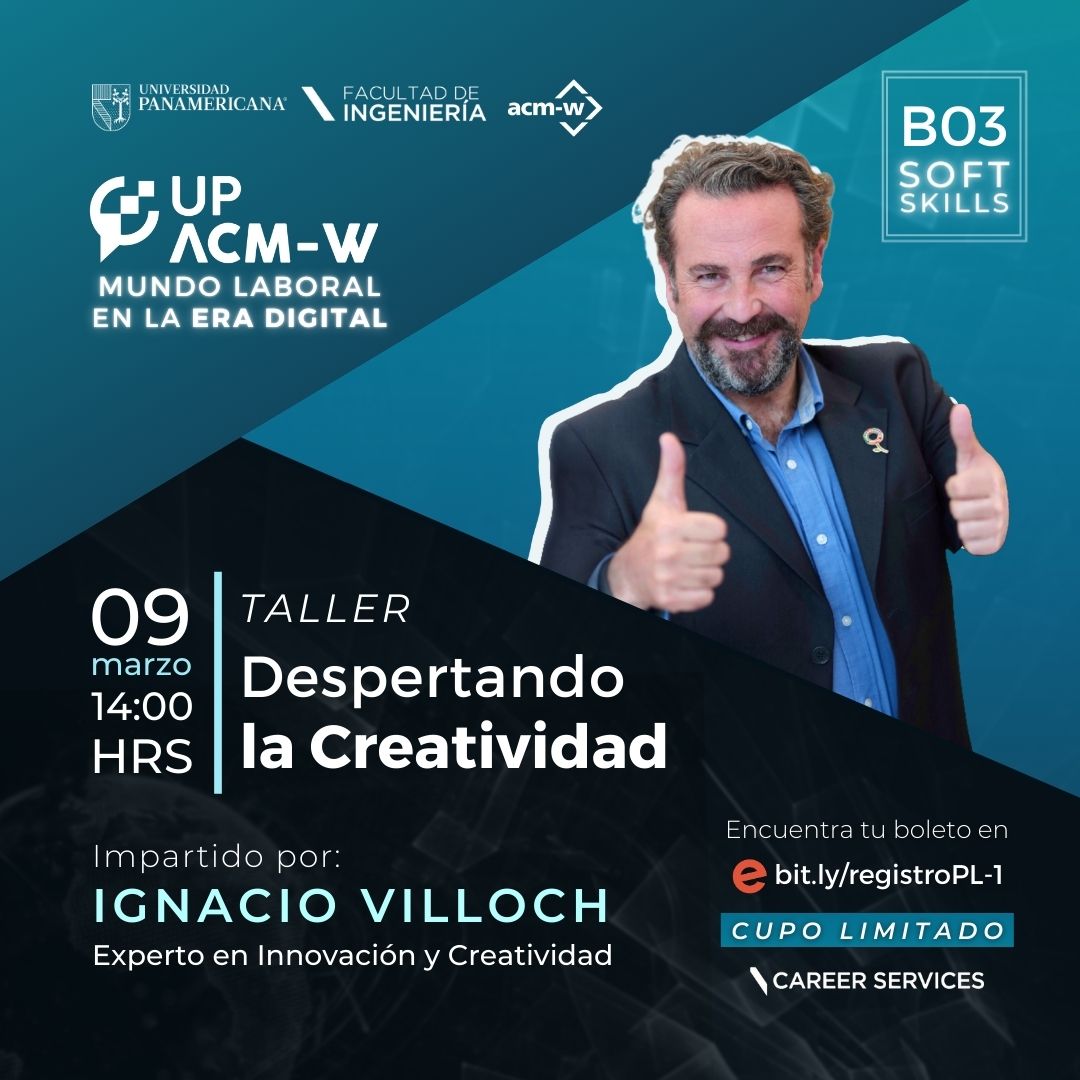 UNIVERSIDAD
PANAMERICANA
FACULTAD DE
INGENIERÍA
acm-w
B03
SOFT
SKILLS
UP
ACM-W
MUNDO LABORAL
EN LA ERA DIGITAL
09
marzo
14:00
HRS
TALLER
Despertando
la Creatividad
Impartido por:
IGNACIO VILLOCH
Experto en Innovación y Creatividad
Encuentra tu boleto en
e bit.ly/registroPL-1
CUPO LIMITADO
CAREER SERVICES